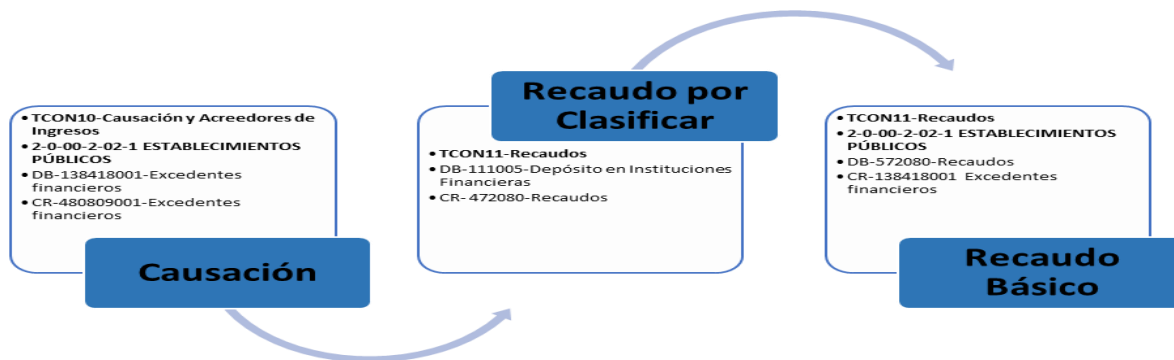 • TCON10-Causación y Acreedores de
Ingresos
• 2-0-00-2-02-1 ESTABLECIMIENTOS
PÚBLICOS
• DB-138418001-Excedentes
financieros
• CR-480809001-Excedentes
financieros
Causación
Recaudo por
Clasificar
• TCON11-Recaudos
• DB-111005-Depósito en Instituciones
Financieras
• CR- 472080-Recaudos
• TCON11-Recaudos
• 2-0-00-2-02-1 ESTABLECIMIENTOS
PÚBLICOS
• DB-572080-Recaudos
• CR-138418001 Excedentes
financieros
Recaudo
Básico